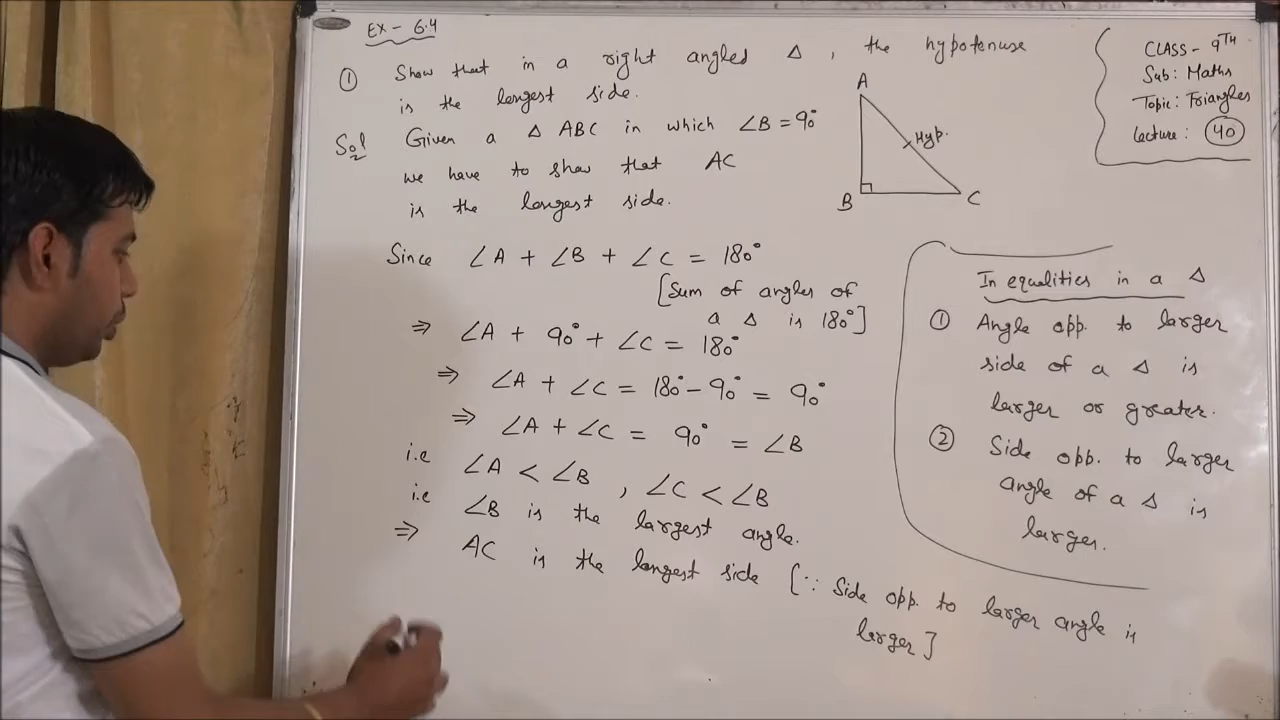 EX - 6.4
① Show that in a right angled Δ, the hypotenuse
is the longest side.
Sol Given a Δ ABC in which ∠B = 90°
we have to show that AC
is the longest side.
A
Hyp.
B
C
CLASS - 9TH
Sub: Maths
Topic: Triangles
Lecture: 40
Since ∠A + ∠B + ∠C = 180°
[Sum of angles of
a Δ is 180°]
⇒ ∠A + 90° + ∠C = 180°
⇒ ∠A + ∠C = 180° - 90° = 90°
⇒ ∠A + ∠C = 90° = ∠B
i.e ∠A < ∠B , ∠C < ∠B
i.e ∠B is the largest angle.
⇒ AC is the longest side [∵ Side opp. to larger angle is
larger]
In equalities in a Δ
① Angle opp. to larger
side of a Δ is
larger or greater.
② Side opp. to larger
angle of a Δ is
larger.